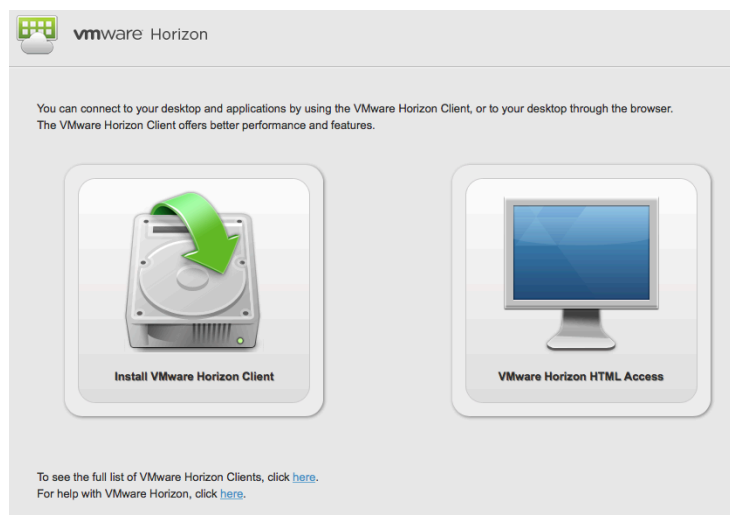 vmware Horizon
You can connect to your desktop and applications by using the VMware Horizon Client, or to your desktop through the browser.
The VMware Horizon Client offers better performance and features.
Install VMware Horizon Client
VMware Horizon HTML Access
To see the full list of VMware Horizon Clients, click here.
For help with VMware Horizon, click here.